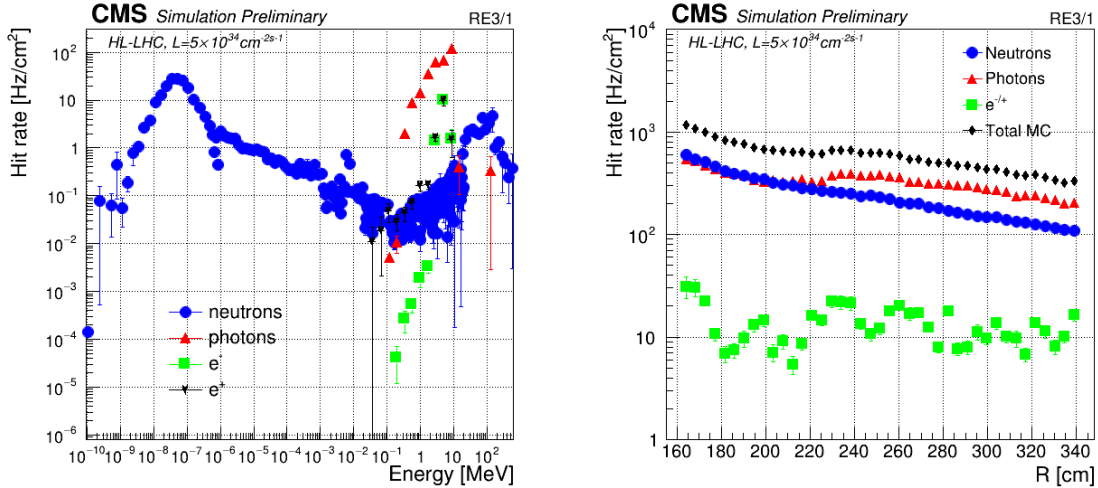 CMS Simulation Preliminary RE3/1
HL-LHC, L=5×10^34 cm^-2s-1
Hit rate [Hz/cm^2]
10^2
10
1
10^-1
10^-2
10^-3
10^-4
10^-5
10^-6
neutrons
photons
e^-
e^+
10^-10 10^-9 10^-8 10^-7 10^-6 10^-5 10^-4 10^-3 10^-2 10^-1 1 10 10^2
Energy [MeV]
CMS Simulation Preliminary RE3/1
HL-LHC, L=5×10^34 cm^-2s-1
Hit rate [Hz/cm^2]
Neutrons
Photons
e^-/+
Total MC
10^4
10^3
10^2
10
1
160 180 200 220 240 260 280 300 320 340
R [cm]